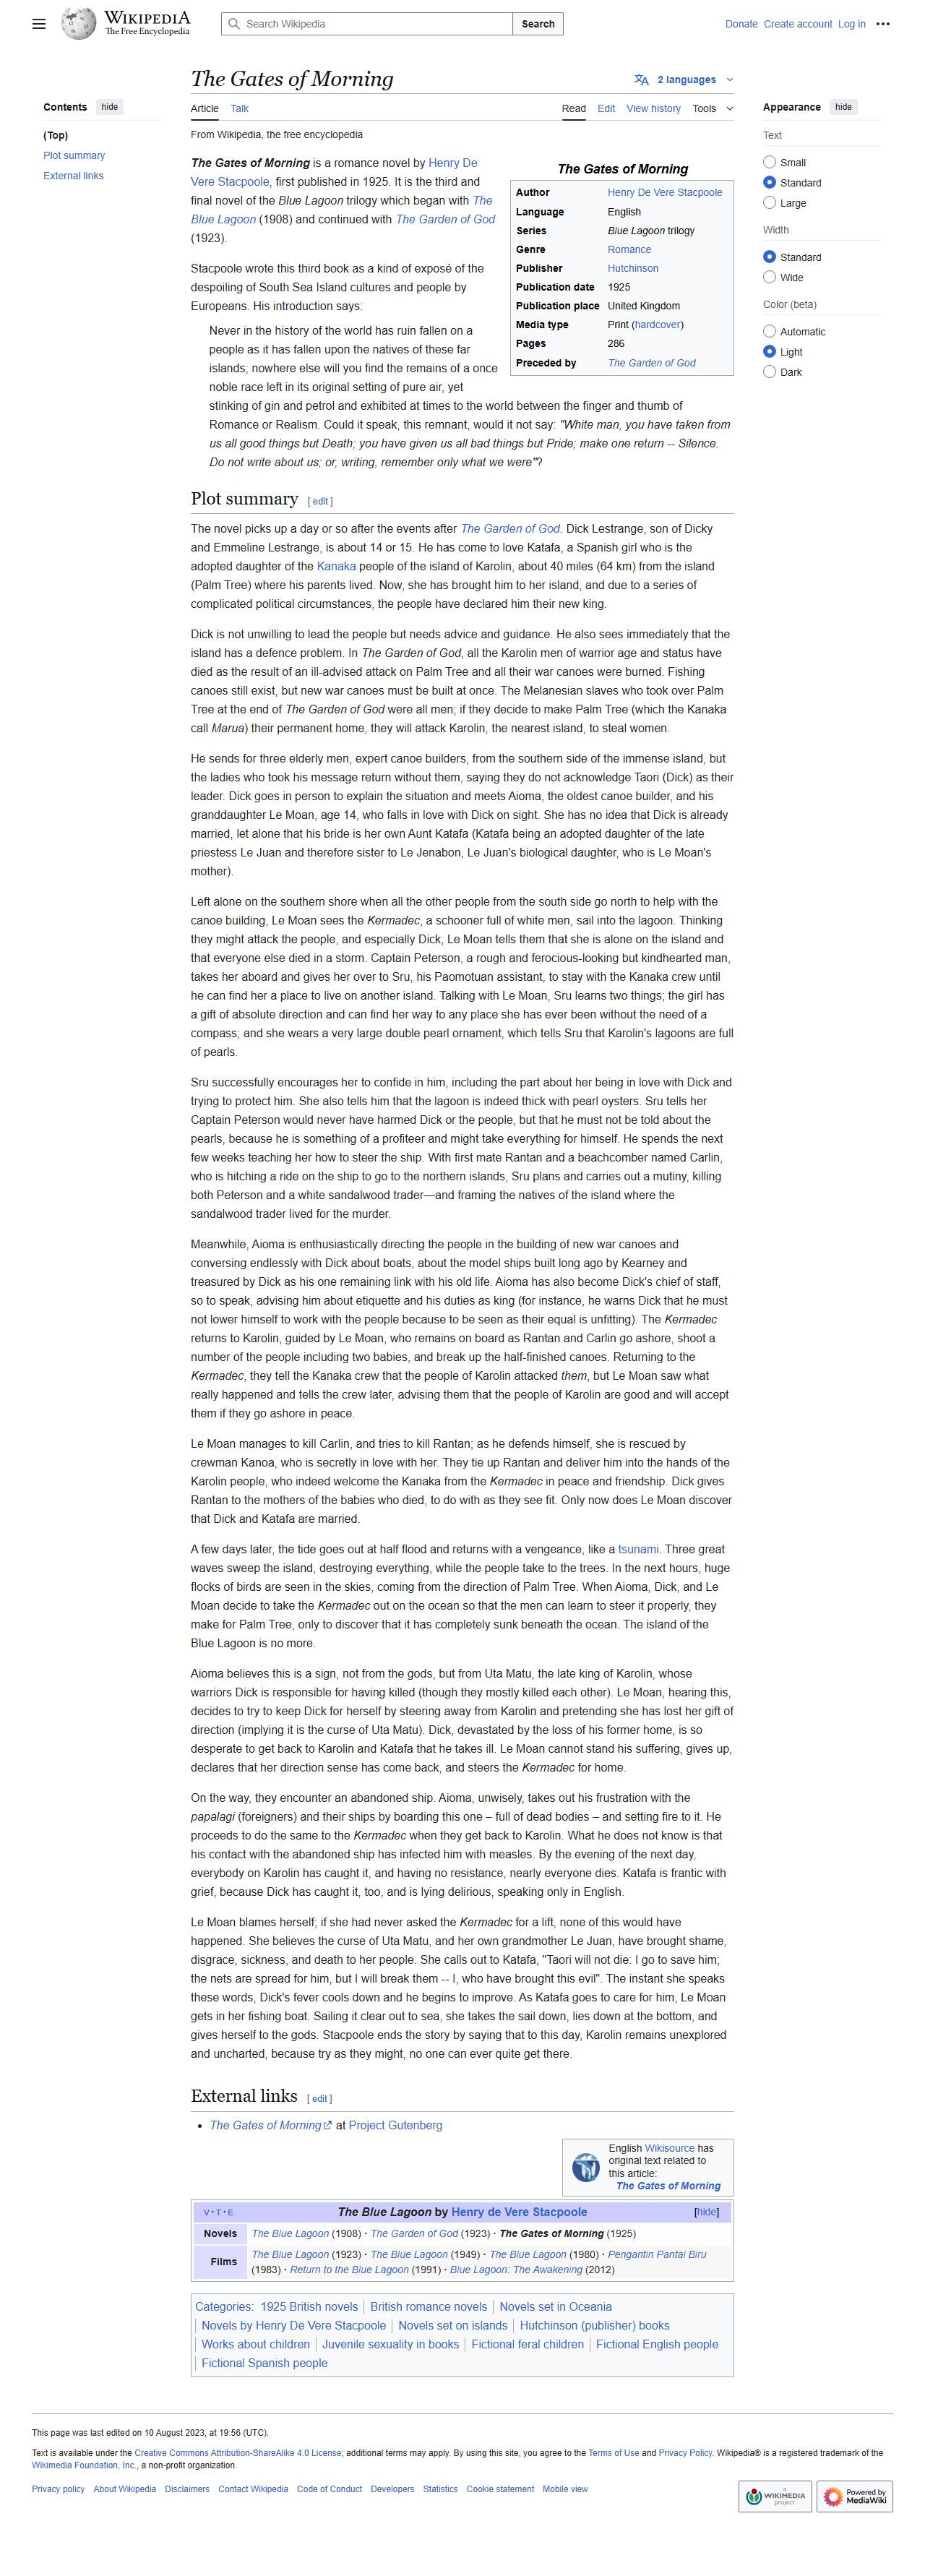 WIKIPEDIA
The Free Encyclopedia
Search Wikipedia
Search
Donate Create account Log in
The Gates of Morning
2 languages
Contents hide
(Top)
Plot summary
External links
Article Talk
Read Edit View history Tools
From Wikipedia, the free encyclopedia
Appearance hide
Text
Small
Standard
Large
Width
Standard
Wide
Color (beta)
Automatic
Light
Dark
The Gates of Morning is a romance novel by Henry De
Vere Stacpoole, first published in 1925. It is the third and
final novel of the Blue Lagoon trilogy which began with The
Blue Lagoon (1908) and continued with The Garden of God
(1923).
The Gates of Morning
Author Henry De Vere Stacpoole
Language English
Series Blue Lagoon trilogy
Genre Romance
Publisher Hutchinson
Publication date 1925
Publication place United Kingdom
Media type Print (hardcover)
Pages 286
Preceded by The Garden of God
Stacpoole wrote this third book as a kind of exposé of the
despoiling of South Sea Island cultures and people by
Europeans. His introduction says:
Never in the history of the world has ruin fallen on a
people as it has fallen upon the natives of these far
islands; nowhere else will you find the remains of a once
noble race left in its original setting of pure air, yet
stinking of gin and petrol and exhibited at times to the world between the finger and thumb of
Romance or Realism. Could it speak, this remnant, would it not say: "White man, you have taken from
us all good things but Death; you have given us all bad things but Pride; make one return -- Silence.
Do not write about us; or, writing, remember only what we were"?
Plot summary [ edit ]
The novel picks up a day or so after the events after The Garden of God. Dick Lestrange, son of Dicky
and Emmeline Lestrange, is about 14 or 15. He has come to love Katafa, a Spanish girl who is the
adopted daughter of the Kanaka people of the island of Karolin, about 40 miles (64 km) from the island
(Palm Tree) where his parents lived. Now, she has brought him to her island, and due to a series of
complicated political circumstances, the people have declared him their new king.
Dick is not unwilling to lead the people but needs advice and guidance. He also sees immediately that the
island has a defence problem. In The Garden of God, all the Karolin men of warrior age and status have
died as the result of an ill-advised attack on Palm Tree and all their war canoes were burned. Fishing
canoes still exist, but new war canoes must be built at once. The Melanesian slaves who took over Palm
Tree at the end of The Garden of God were all men; if they decide to make Palm Tree (which the Kanaka
call Marua) their permanent home, they will attack Karolin, the nearest island, to steal women.
He sends for three elderly men, expert canoe builders, from the southern side of the immense island, but
the ladies who took his message return without them, saying they do not acknowledge Taori (Dick) as their
leader. Dick goes in person to explain the situation and meets Aioma, the oldest canoe builder, and his
granddaughter Le Moan, age 14, who falls in love with Dick on sight. She has no idea that Dick is already
married, let alone that his bride is her own Aunt Katafa (Katafa being an adopted daughter of the late
priestess Le Juan and therefore sister to Le Jenabon, Le Juan's biological daughter, who is Le Moan's
mother).
Left alone on the southern shore when all the other people from the south side go north to help with the
canoe building, Le Moan sees the Kermadec, a schooner full of white men, sail into the lagoon. Thinking
they might attack the people, and especially Dick, Le Moan tells them that she is alone on the island and
that everyone else died in a storm. Captain Peterson, a rough and ferocious-looking but kindhearted man,
takes her aboard and gives her over to Sru, his Paomotuan assistant, to stay with the Kanaka crew until
he can find her a place to live on another island. Talking with Le Moan, Sru learns two things; the girl has
a gift of absolute direction and can find her way to any place she has ever been without the need of a
compass; and she wears a very large double pearl ornament, which tells Sru that Karolin's lagoons are full
of pearls.
Sru successfully encourages her to confide in him, including the part about her being in love with Dick and
trying to protect him. She also tells him that the lagoon is indeed thick with pearl oysters. Sru tells her
Captain Peterson would never have harmed Dick or the people, but that he must not be told about the
pearls, because he is something of a profiteer and might take everything for himself. He spends the next
few weeks teaching her how to steer the ship. With first mate Rantan and a beachcomber named Carlin,
who is hitching a ride on the ship to go to the northern islands, Sru plans and carries out a mutiny, killing
both Peterson and a white sandalwood trader—and framing the natives of the island where the
sandalwood trader lived for the murder.
Meanwhile, Aioma is enthusiastically directing the people in the building of new war canoes and
conversing endlessly with Dick about boats, about the model ships built long ago by Kearney and
treasured by Dick as his one remaining link with his old life. Aioma has also become Dick's chief of staff,
so to speak, advising him about etiquette and his duties as king (for instance, he warns Dick that he must
not lower himself to work with the people because to be seen as their equal is unfitting). The Kermadec
returns to Karolin, guided by Le Moan, who remains on board as Rantan and Carlin go ashore, shoot a
number of the people including two babies, and break up the half-finished canoes. Returning to the
Kermadec, they tell the Kanaka crew that the people of Karolin attacked them, but Le Moan saw what
really happened and tells the crew later, advising them that the people of Karolin are good and will accept
them if they go ashore in peace.
Le Moan manages to kill Carlin, and tries to kill Rantan; as he defends himself, she is rescued by
crewman Kanoa, who is secretly in love with her. They tie up Rantan and deliver him into the hands of the
Karolin people, who indeed welcome the Kanaka from the Kermadec in peace and friendship. Dick gives
Rantan to the mothers of the babies who died, to do with as they see fit. Only now does Le Moan discover
that Dick and Katafa are married.
A few days later, the tide goes out at half flood and returns with a vengeance, like a tsunami. Three great
waves sweep the island, destroying everything, while the people take to the trees. In the next hours, huge
flocks of birds are seen in the skies, coming from the direction of Palm Tree. When Aioma, Dick, and Le
Moan decide to take the Kermadec out on the ocean so that the men can learn to steer it properly, they
make for Palm Tree, only to discover that it has completely sunk beneath the ocean. The island of the
Blue Lagoon is no more.
Aioma believes this is a sign, not from the gods, but from Uta Matu, the late king of Karolin, whose
warriors Dick is responsible for having killed (though they mostly killed each other). Le Moan, hearing this,
decides to try to keep Dick for herself by steering away from Karolin and pretending she has lost her gift of
direction (implying it is the curse of Uta Matu). Dick, devastated by the loss of his former home, is so
desperate to get back to Karolin and Katafa that he takes ill. Le Moan cannot stand his suffering, gives up,
declares that her direction sense has come back, and steers the Kermadec for home.
On the way, they encounter an abandoned ship. Aioma, unwisely, takes out his frustration with the
papalagi (foreigners) and their ships by boarding this one – full of dead bodies – and setting fire to it. He
proceeds to do the same to the Kermadec when they get back to Karolin. What he does not know is that
his contact with the abandoned ship has infected him with measles. By the evening of the next day,
everybody on Karolin has caught it, and having no resistance, nearly everyone dies. Katafa is frantic with
grief, because Dick has caught it, too, and is lying delirious, speaking only in English.
Le Moan blames herself; if she had never asked the Kermadec for a lift, none of this would have
happened. She believes the curse of Uta Matu, and her own grandmother Le Juan, have brought shame,
disgrace, sickness, and death to her people. She calls out to Katafa, "Taori will not die: I go to save him;
the nets are spread for him, but I will break them -- I, who have brought this evil". The instant she speaks
these words, Dick's fever cools down and he begins to improve. As Katafa goes to care for him, Le Moan
gets in her fishing boat. Sailing it clear out to sea, she takes the sail down, lies down at the bottom, and
gives herself to the gods. Stacpoole ends the story by saying that to this day, Karolin remains unexplored
and uncharted, because try as they might, no one can ever quite get there.
External links [ edit ]
• The Gates of Morning at Project Gutenberg
English Wikisource has
original text related to
this article:
The Gates of Morning
V · T · E The Blue Lagoon by Henry de Vere Stacpoole [hide]
Novels The Blue Lagoon (1908) · The Garden of God (1923) · The Gates of Morning (1925)
Films The Blue Lagoon (1923) · The Blue Lagoon (1949) · The Blue Lagoon (1980) · Pengantin Pantai Biru
(1983) · Return to the Blue Lagoon (1991) · Blue Lagoon: The Awakening (2012)
Categories: 1925 British novels | British romance novels | Novels set in Oceania
| Novels by Henry De Vere Stacpoole | Novels set on islands | Hutchinson (publisher) books
| Works about children | Juvenile sexuality in books | Fictional feral children | Fictional English people
| Fictional Spanish people
This page was last edited on 10 August 2023, at 19:56 (UTC).
Text is available under the Creative Commons Attribution-ShareAlike 4.0 License; additional terms may apply. By using this site, you agree to the Terms of Use and Privacy Policy. Wikipedia® is a registered trademark of the
Wikimedia Foundation, Inc., a non-profit organization.
Privacy policy About Wikipedia Disclaimers Contact Wikipedia Code of Conduct Developers Statistics Cookie statement Mobile view
a
WIKIMEDIA
project
Powered by
MediaWiki